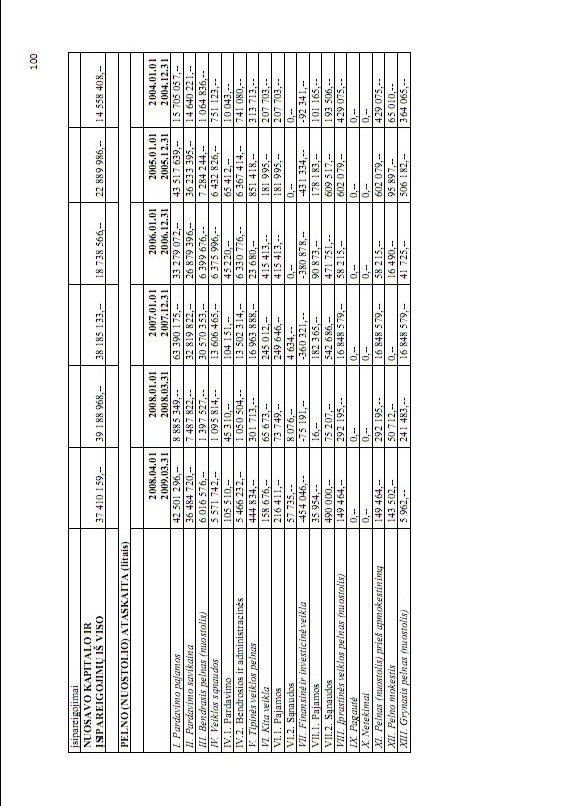 100
įsipareigojimai
NUOSAVO KAPITALO IR
ĮSIPAREIGOJIMŲ IŠ VISO 37 410 159,-- 39 188 968,-- 38 185 133,-- 18 738 566,-- 22 889 986,-- 14 558 408,--
PELNO (NUOSTOLIO) ATASKAITA (litais)
2008.04.01 2008.01.01 2007.01.01 2006.01.01 2005.01.01 2004.01.01
2009.03.31 2008.03.31 2007.12.31 2006.12.31 2005.12.31 2004.12.31
I. Pardavimo pajamos 42 501 296,-- 8 885 349,-- 63 390 175,-- 33 279 072,-- 43 517 639,-- 15 705 057,--
II. Pardavimo savikaina 36 484 720,-- 7 487 822,-- 32 819 822,-- 26 879 396,-- 36 233 395,-- 14 640 221,--
III. Bendrasis pelnas (nuostolis) 6 016 576,-- 1 397 527,-- 30 570 353,-- 6 399 676,-- 7 284 244,-- 1 064 836,--
IV. Veiklos sąnaudos 5 571 742,-- 1 095 814,-- 13 606 465,-- 6 375 996,-- 6 432 826,-- 751 123,--
IV.1. Pardavimo 105 510,-- 45 310,-- 104 151,-- 45 220,-- 65 412,-- 10 043,--
IV.2. Bendrosios ir administracinės 5 466 232,-- 1 050 504,-- 13 502 314,-- 6 330 776,-- 6 367 414,-- 741 080,--
V. Tipinės veiklos pelnas 444 834,-- 301 713,-- 16 963 888,-- 23 680,-- 851 418,-- 313 713,--
VI. Kita veikla 158 676,-- 65 673,-- 245 012,-- 415 413,-- 181 995,-- 207 703,--
VI.1. Pajamos 216 411,-- 73 749,-- 249 646,-- 415 413,-- 181 995,-- 207 703,--
VI.2. Sąnaudos 57 735,-- 8 076,-- 4 634,-- 0,-- 0,-- 0,--
VII. Finansinė ir investicinė veikla -454 046,-- -75 191,-- -360 321,-- -380 878,-- -431 334,-- -92 341,--
VII.1. Pajamos 35 954,-- 16,-- 182 365,-- 90 873,-- 178 183,-- 101 165,--
VII.2. Sąnaudos 490 000,-- 75 207,-- 542 686,-- 471 751,-- 609 517,-- 193 506,--
VIII. Įprastinės veiklos pelnas (nuostolis) 149 464,-- 292 195,-- 16 848 579,-- 58 215,-- 602 079,-- 429 075,--
IX. Pagautė 0,-- 0,-- 0,-- 0,-- 0,-- 0,--
X. Netekimai 0,-- 0,-- 0,-- 0,-- 0,-- 0,--
XI. Pelnas (nuostolis) prieš apmokestinimą 149 464,-- 292 195,-- 16 848 579,-- 58 215,-- 602 079,-- 429 075,--
XII. Pelno mokestis 143 502,-- 50 712,-- 0,-- 16 490,-- 95 897,-- 65 010,--
XIII. Grynasis pelnas (nuostolis) 5 962,-- 241 483,-- 16 848 579,-- 41 725,-- 506 182,-- 364 065,--